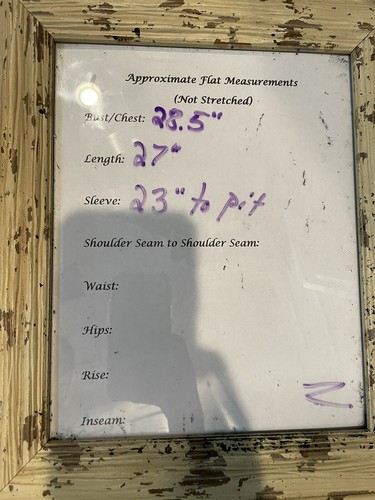 Approximate Flat Measurements
(Not Stretched)
Bust/Chest: 28.5"
Length: 27"
Sleeve: 23" to pit
Shoulder Seam to Shoulder Seam:
Waist:
Hips:
Rise:
Inseam: